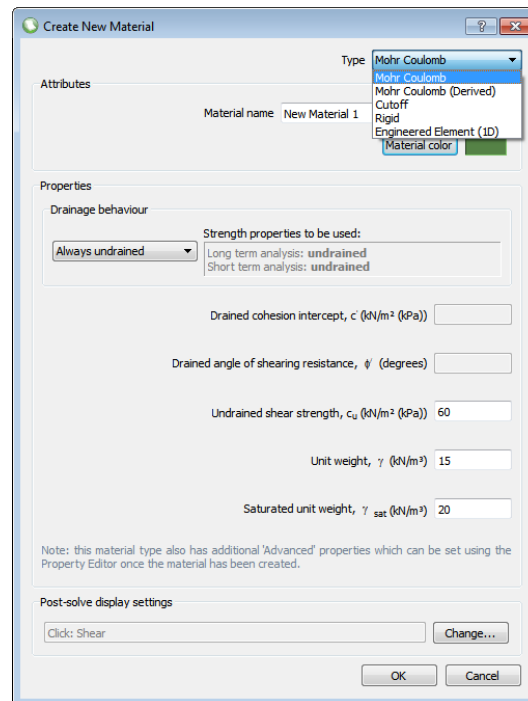 Create New Material
Type Mohr Coulomb
Mohr Coulomb
Mohr Coulomb (Derived)
Cutoff
Rigid
Engineered Element (1D)
Attributes
Material name New Material 1
Material color
Properties
Drainage behaviour
Always undrained
Strength properties to be used:
Long term analysis: undrained
Short term analysis: undrained
Drained cohesion intercept, c' (kN/m² (kPa))
Drained angle of shearing resistance, ϕ' (degrees)
Undrained shear strength, cu (kN/m² (kPa)) 60
Unit weight, γ (kN/m³) 15
Saturated unit weight, γ sat (kN/m³) 20
Note: this material type also has additional 'Advanced' properties which can be set using the
Property Editor once the material has been created.
Post-solve display settings
Click: Shear
Change...
OK Cancel